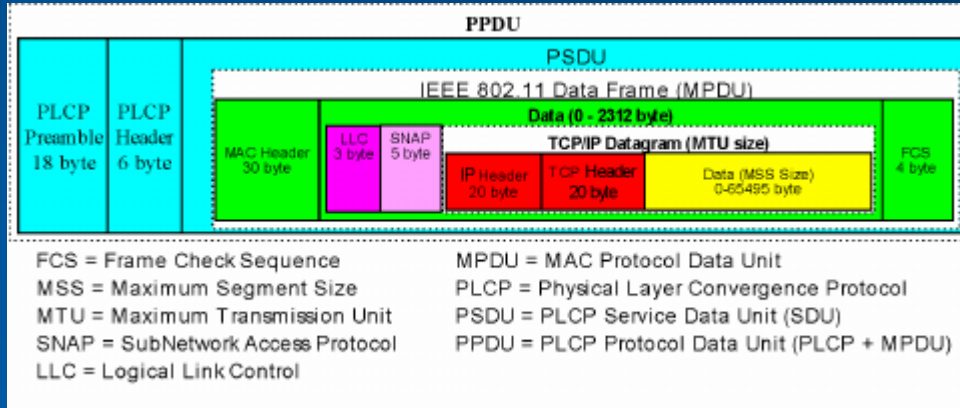 PPDU
PSDU
IEEE 802.11 Data Frame (MPDU)
PLCP
Preamble
18 byte
PLCP
Header
6 byte
MAC Header
30 byte
Data (0 - 2312 byte)
LLC
3 byte
SNAP
5 byte
TCP/IP Datagram (MTU size)
IP Header
20 byte
TCP Header
20 byte
Data (MSS Size)
0-65495 byte
FCS
4 byte
FCS = Frame Check Sequence
MSS = Maximum Segment Size
MTU = Maximum Transmission Unit
SNAP = SubNetwork Access Protocol
LLC = Logical Link Control
MPDU = MAC Protocol Data Unit
PLCP = Physical Layer Convergence Protocol
PSDU = PLCP Service Data Unit (SDU)
PPDU = PLCP Protocol Data Unit (PLCP + MPDU)